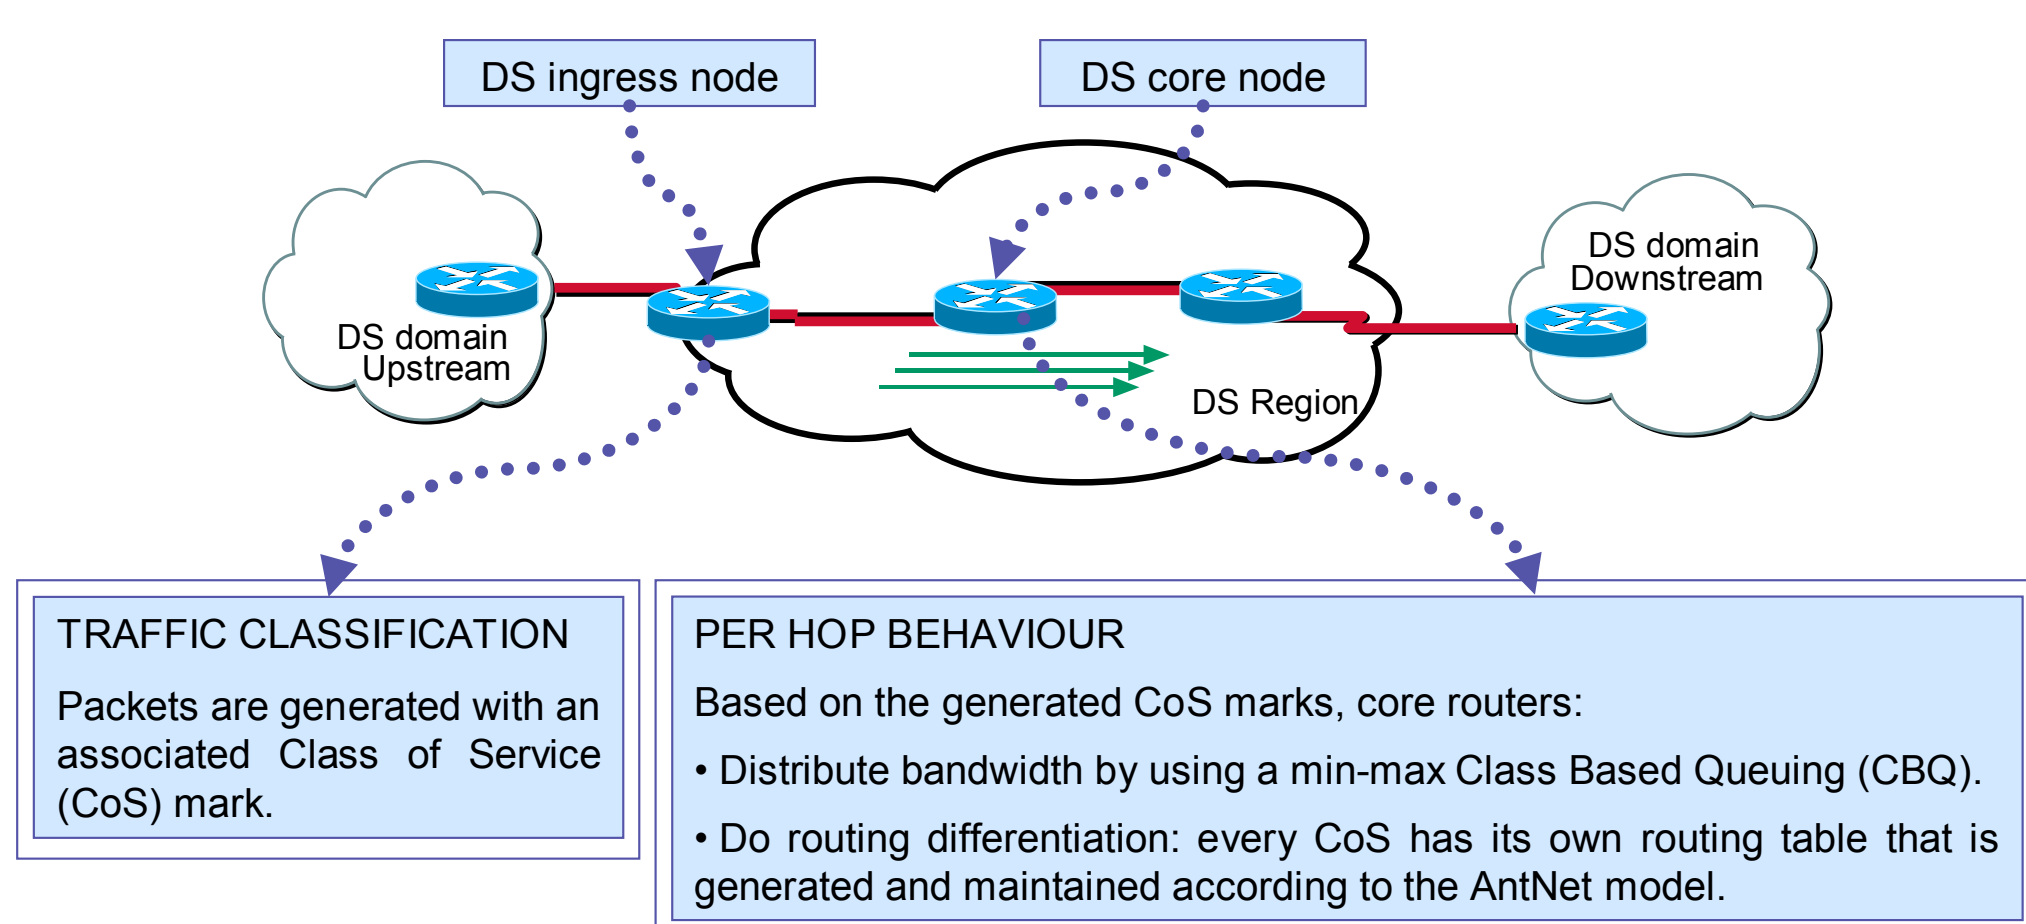 DS ingress node
DS core node
DS domain
Upstream
DS domain
Downstream
DS Region
TRAFFIC CLASSIFICATION
Packets are generated with an
associated Class of Service
(CoS) mark.
PER HOP BEHAVIOUR
Based on the generated CoS marks, core routers:
• Distribute bandwidth by using a min-max Class Based Queuing (CBQ).
• Do routing differentiation: every CoS has its own routing table that is
generated and maintained according to the AntNet model.